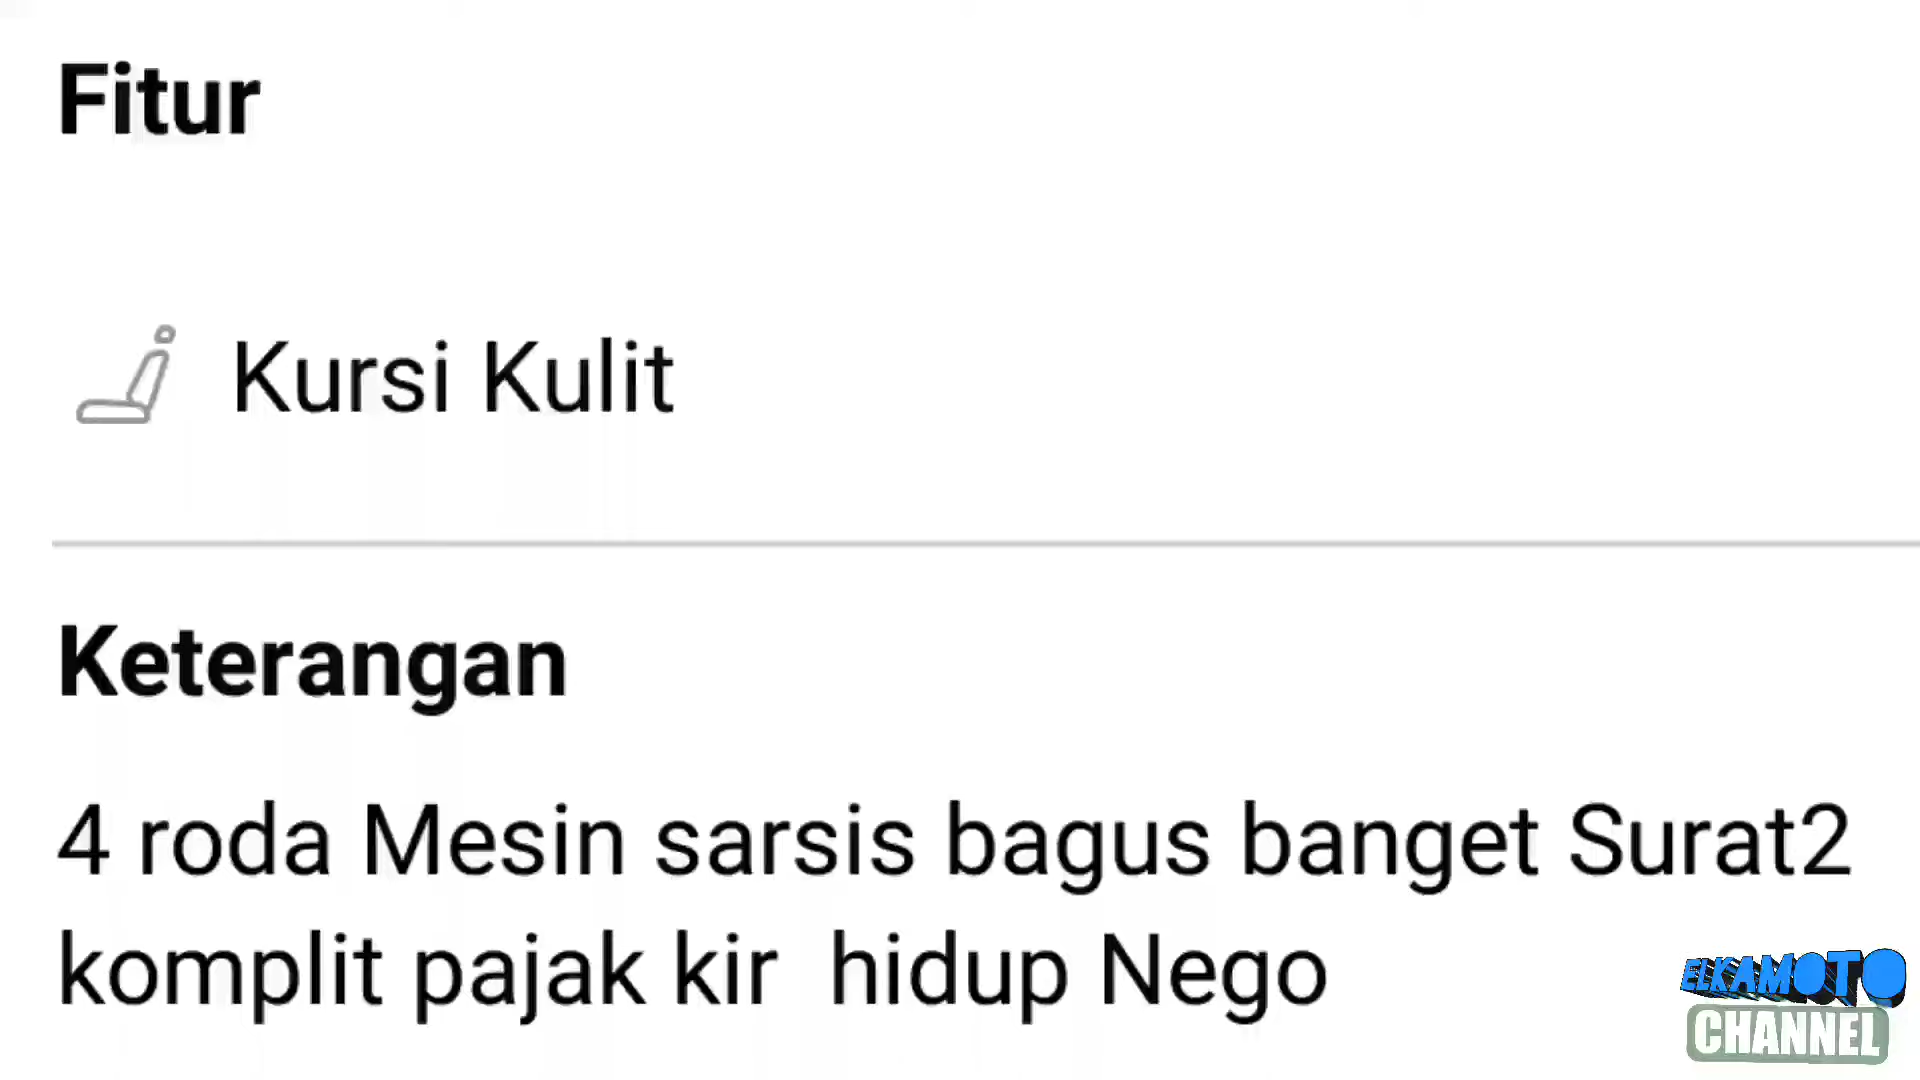 Fitur
Kursi Kulit
Keterangan
4 roda Mesin sarsis bagus banget Surat2
komplit pajak kir hidup Nego
ELKAMOTO
CHANNEL